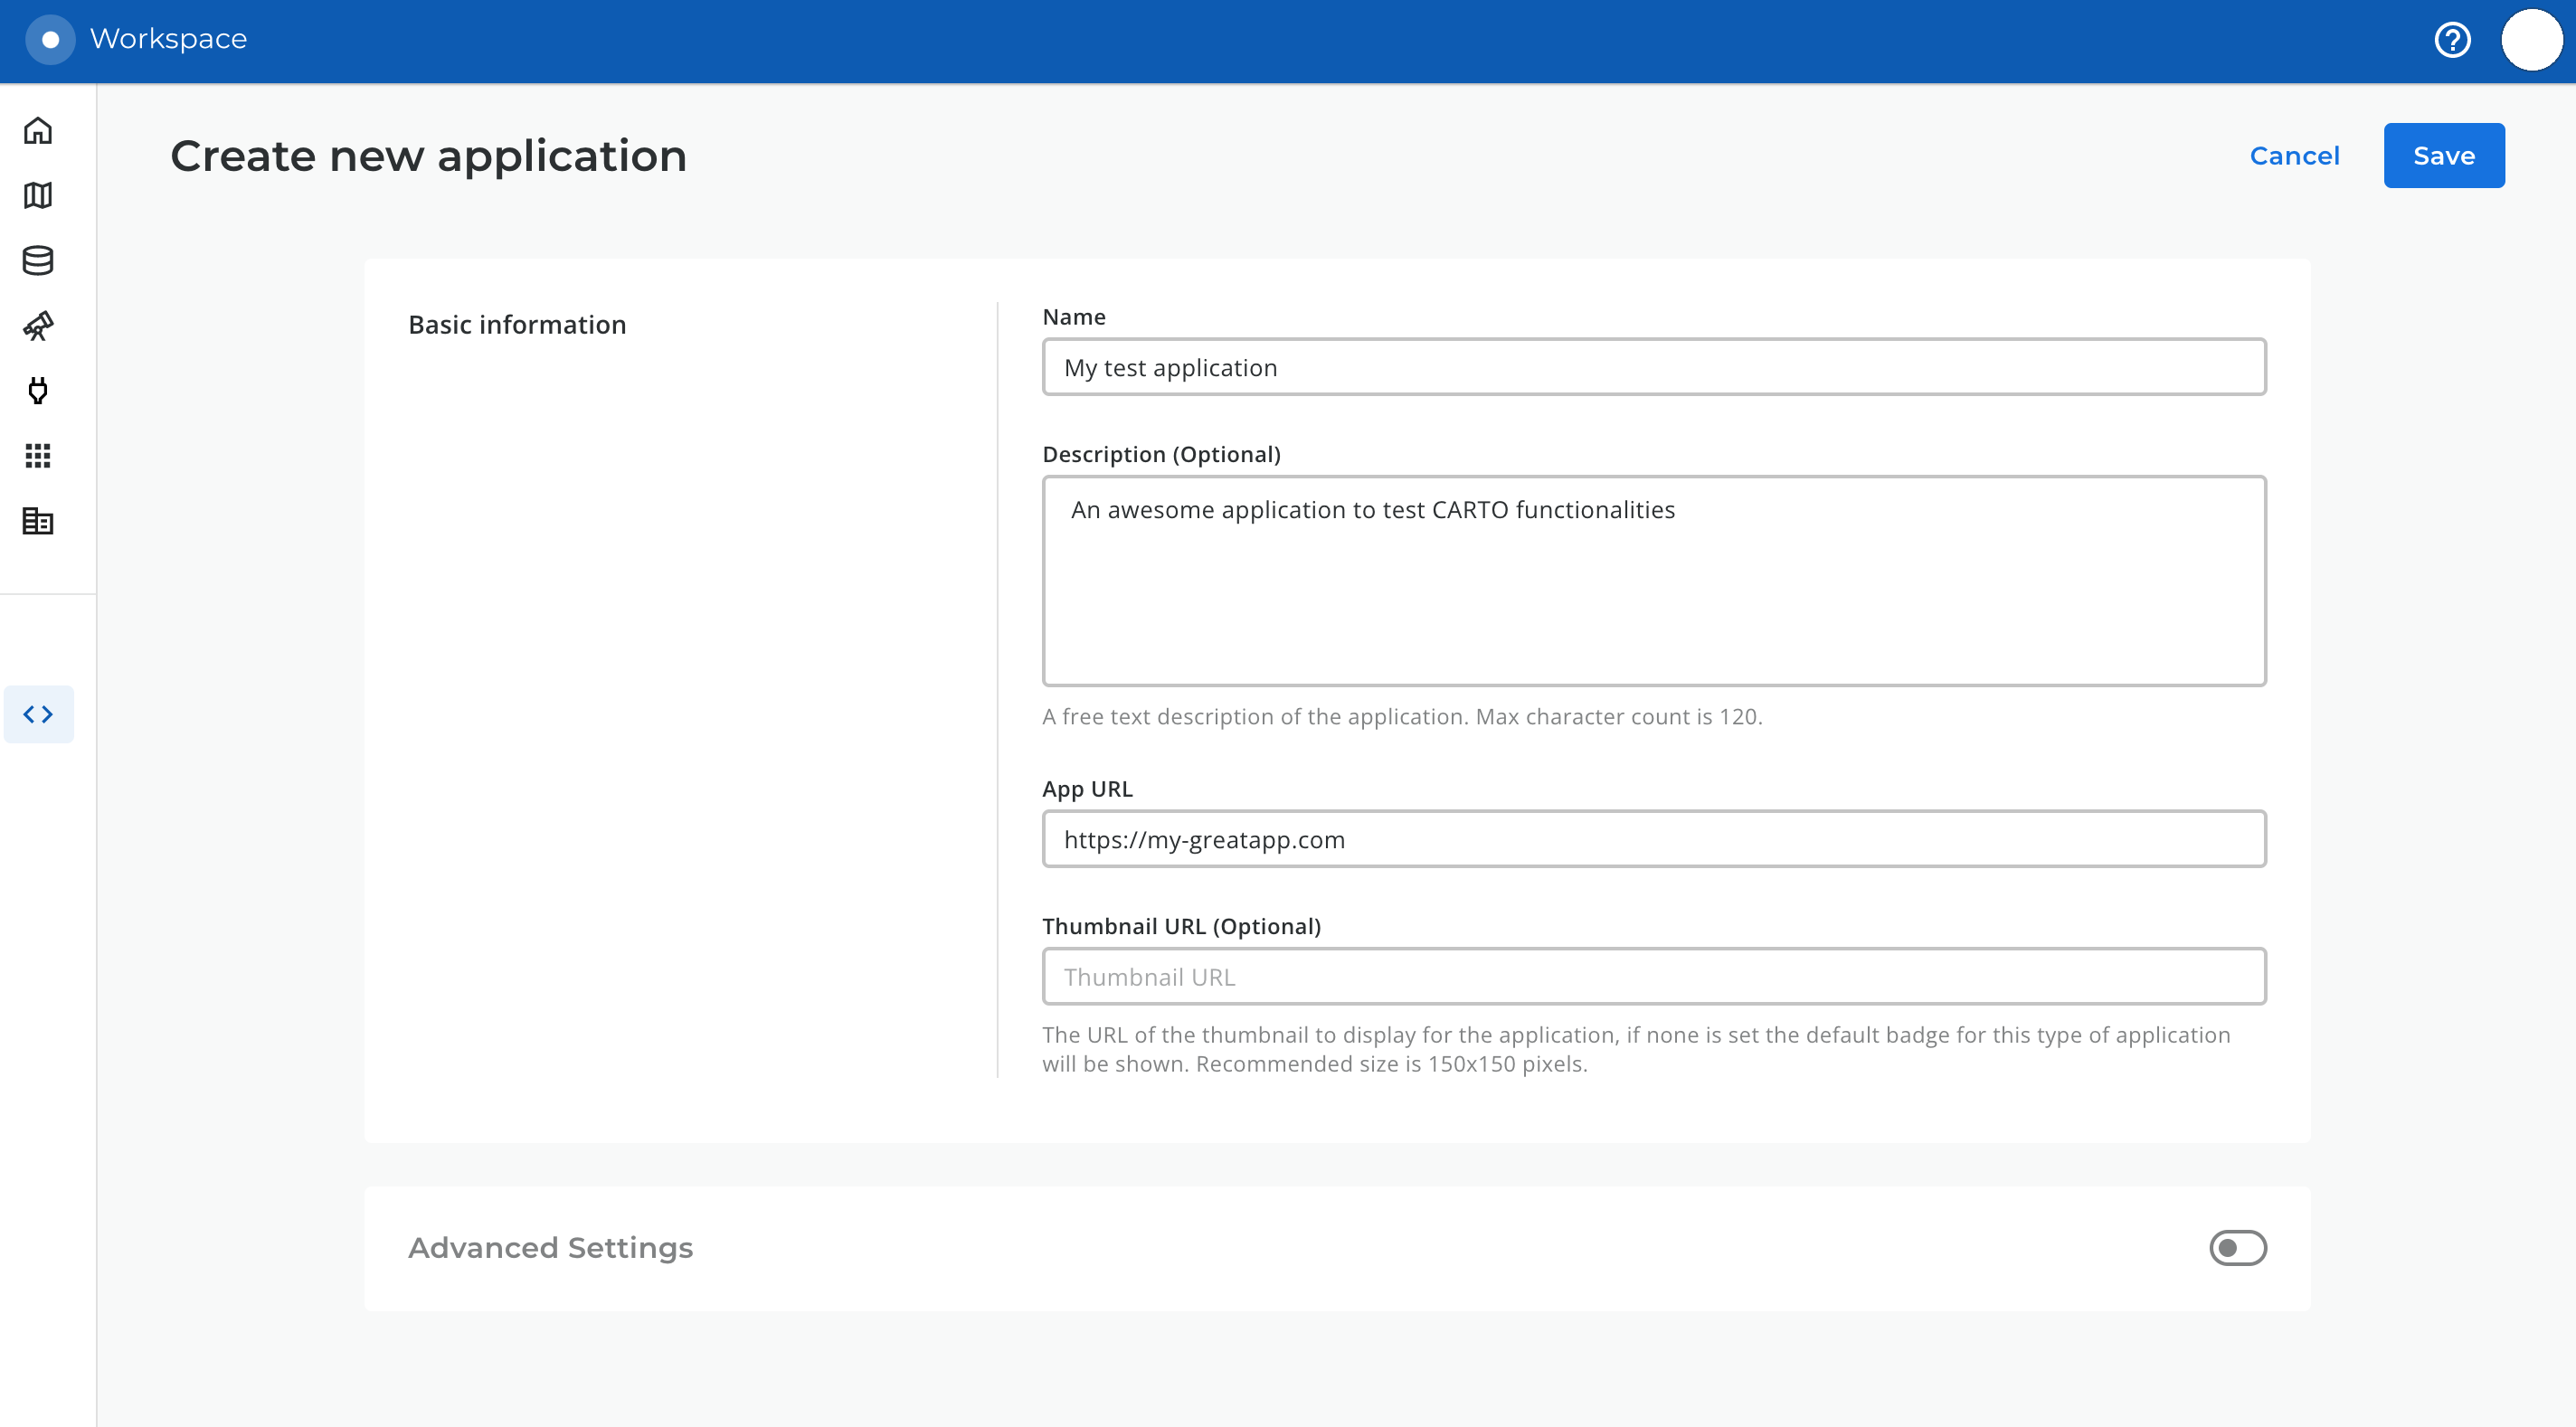 Workspace
Create new application
Cancel
Save
Basic information
Name
My test application
Description (Optional)
An awesome application to test CARTO functionalities
A free text description of the application. Max character count is 120.
App URL
https://my-greatapp.com
Thumbnail URL (Optional)
Thumbnail URL
The URL of the thumbnail to display for the application, if none is set the default badge for this type of application
will be shown. Recommended size is 150x150 pixels.
Advanced Settings